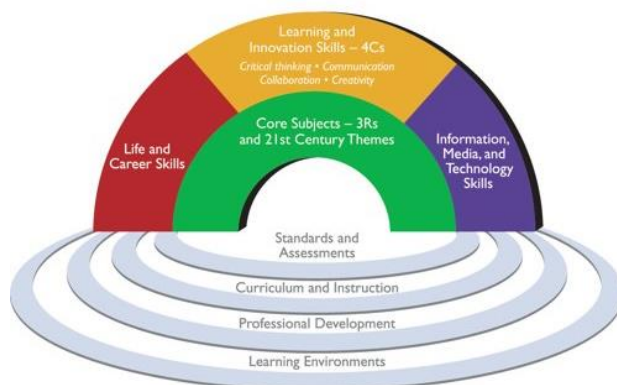 Learning and
Innovation Skills – 4Cs
Critical thinking • Communication
Collaboration • Creativity
Core Subjects – 3Rs
and 21st Century Themes
Life and
Career Skills
Information,
Media, and
Technology
Skills
Standards and
Assessments
Curriculum and Instruction
Professional Development
Learning Environments